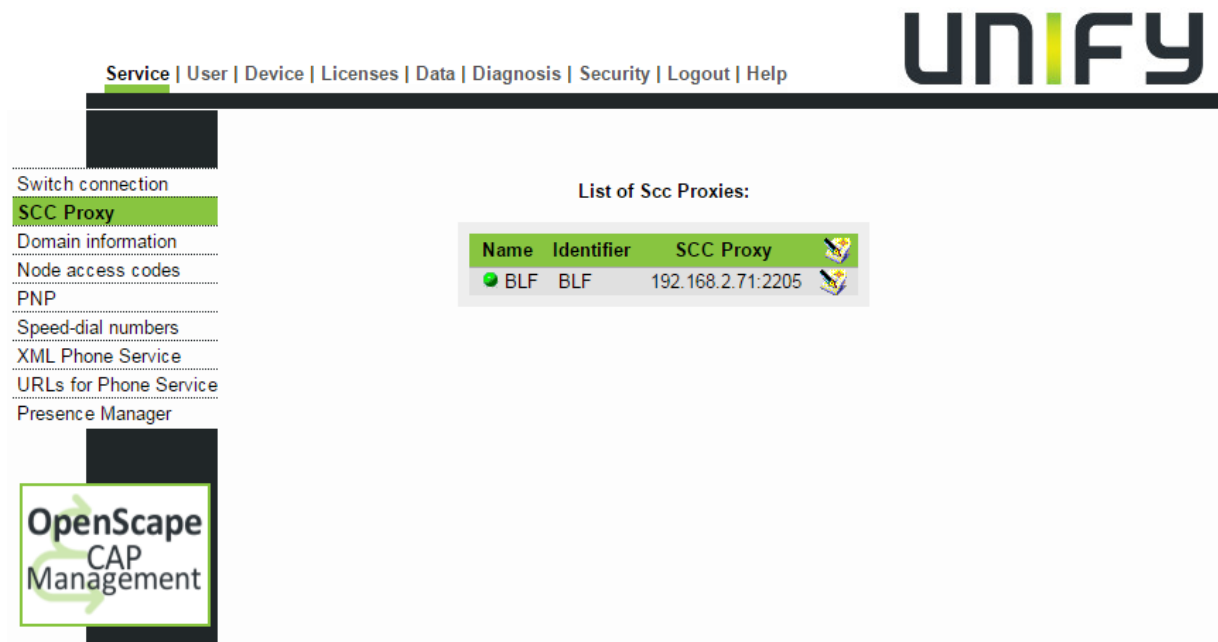 UNIFY
Service | User | Device | Licenses | Data | Diagnosis | Security | Logout | Help
Switch connection
SCC Proxy
Domain information
Node access codes
PNP
Speed-dial numbers
XML Phone Service
URLs for Phone Service
Presence Manager
OpenScape
CAP
Management
List of Scc Proxies:
Name Identifier SCC Proxy
BLF BLF 192.168.2.71:2205